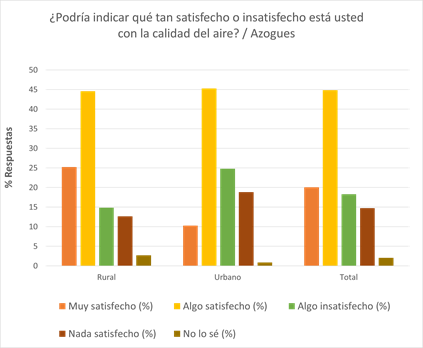 ¿Podría indicar qué tan satisfecho o insatisfecho está usted
con la calidad del aire? / Azogues
% Respuestas
50
45
40
35
30
25
20
15
10
5
0
Rural Urbano Total
Muy satisfecho (%) Algo satisfecho (%) Algo insatisfecho (%)
Nada satisfecho (%) No lo sé (%)